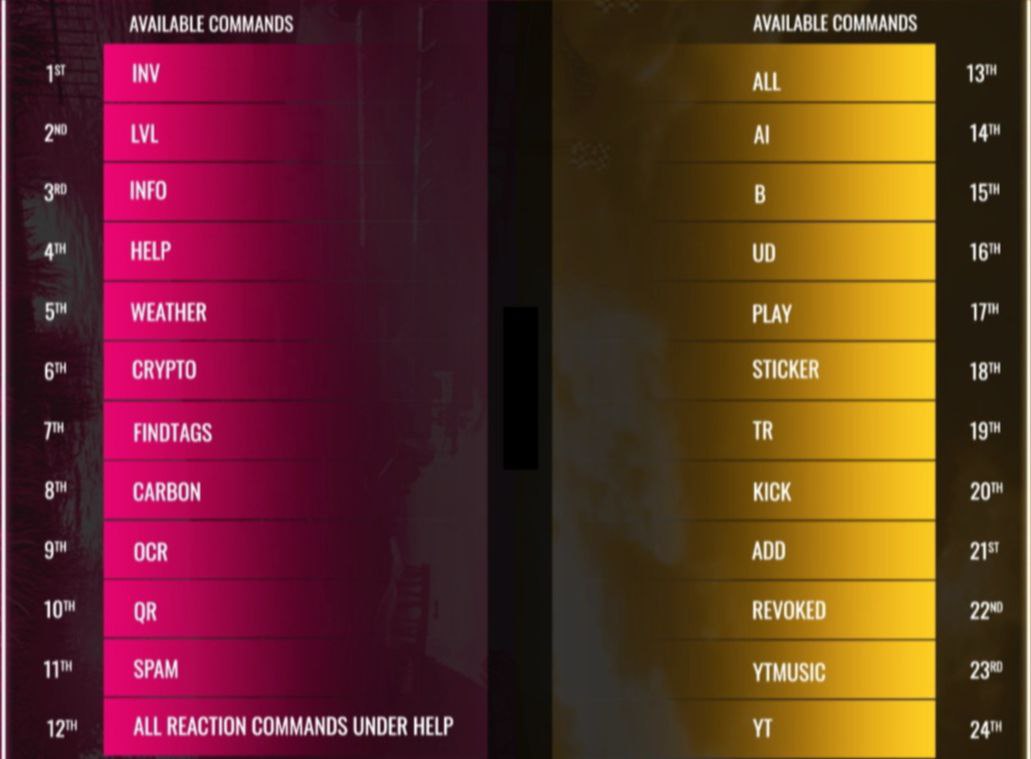 AVAILABLE COMMANDS
1ST INV
2ND LVL
3RD INFO
4TH HELP
5TH WEATHER
6TH CRYPTO
7TH FINDTAGS
8TH CARBON
9TH OCR
10TH QR
11TH SPAM
12TH ALL REACTION COMMANDS UNDER HELP
AVAILABLE COMMANDS
ALL 13TH
AI 14TH
B 15TH
UD 16TH
PLAY 17TH
STICKER 18TH
TR 19TH
KICK 20TH
ADD 21ST
REVOKED 22ND
YTMUSIC 23RD
YT 24TH